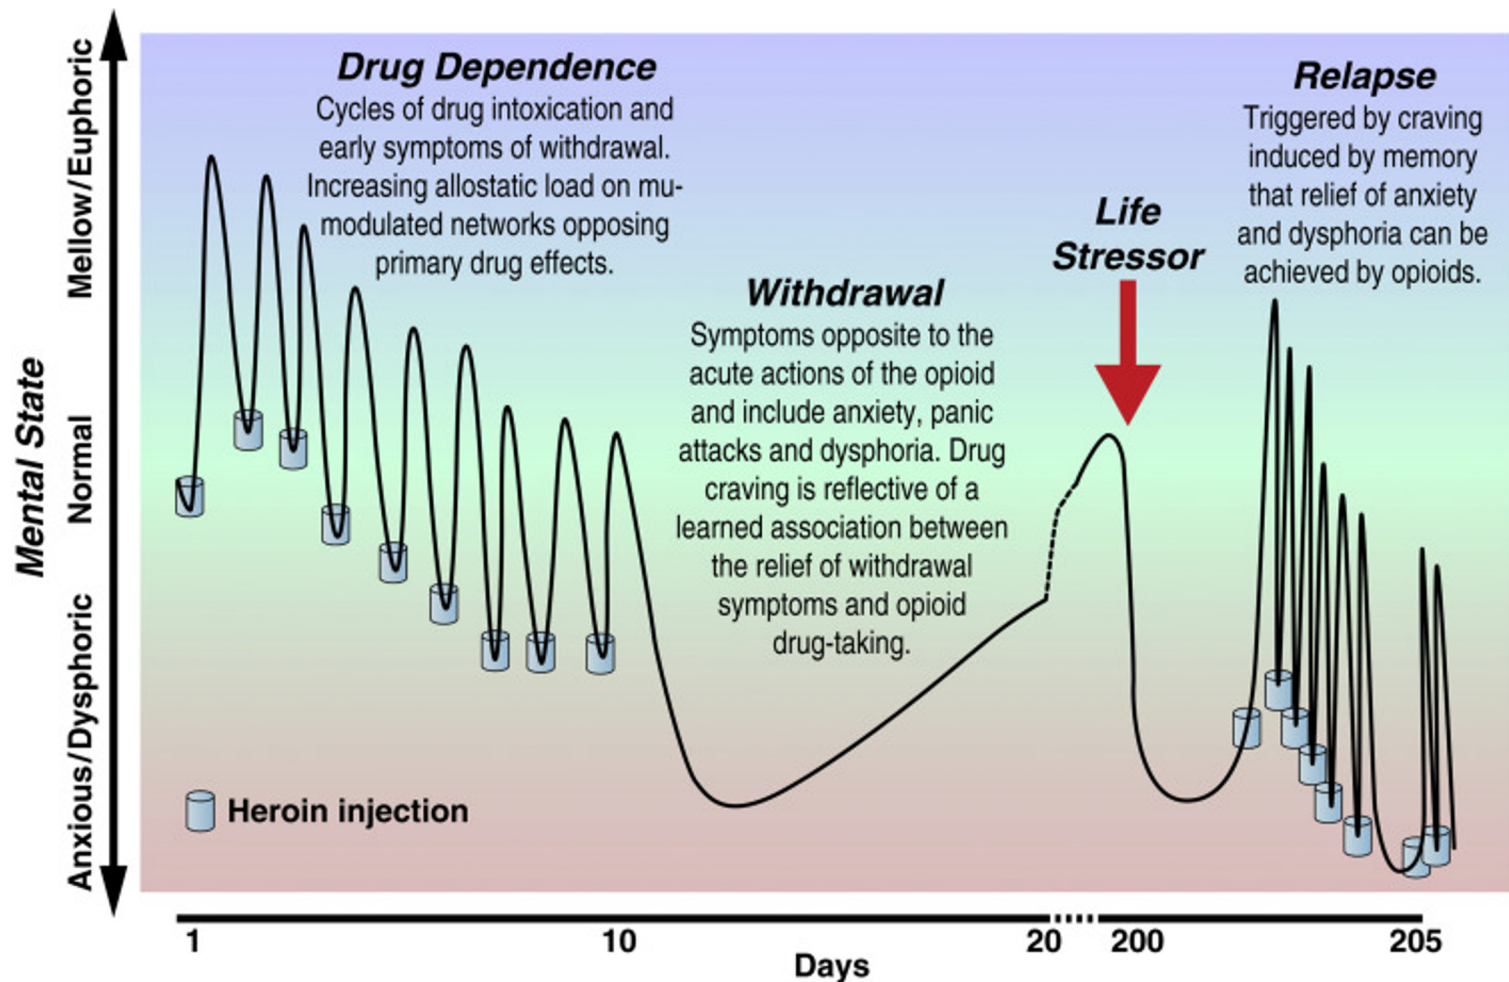 Drug Dependence
Cycles of drug intoxication and
early symptoms of withdrawal.
Increasing allostatic load on mu-
modulated networks opposing
primary drug effects.
Relapse
Triggered by craving
induced by memory
that relief of anxiety
and dysphoria can be
achieved by opioids.
Life
Stressor
Withdrawal
Symptoms opposite to the
acute actions of the opioid
and include anxiety, panic
attacks and dysphoria. Drug
craving is reflective of a
learned association between
the relief of withdrawal
symptoms and opioid
drug-taking.
Mental State
Mellow/Euphoric
Normal
Anxious/Dysphoric
Heroin injection
1
10
20
200
205
Days